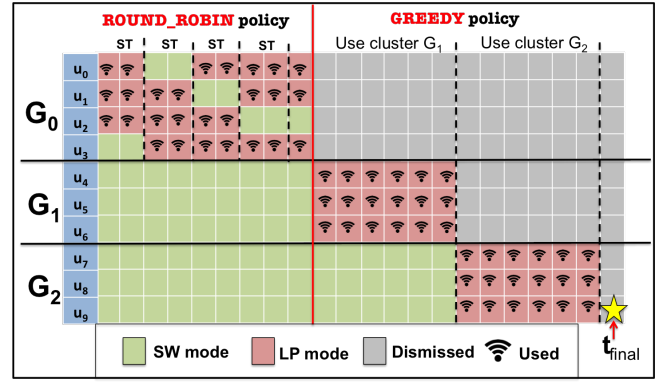 ROUND_ROBIN policy GREEDY policy
ST ST ST ST Use cluster G1 Use cluster G2
G0
u0
u1
u2
u3
G1
u4
u5
u6
G2
u7
u8
u9
SW mode LP mode Dismissed Used
tfinal